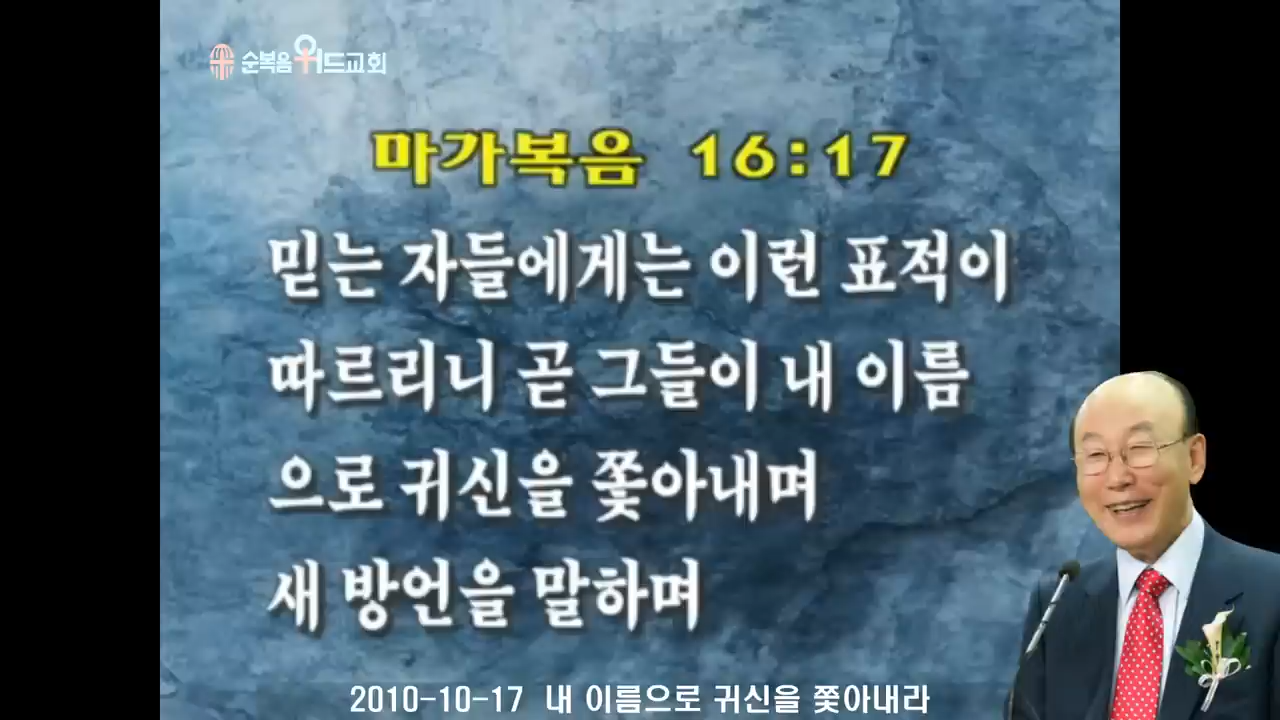 순복음위드교회
마가복음 16:17
믿는 자들에게는 이런 표적이
따르리니 곧 그들이 내 이름
으로 귀신을 쫓아내며
새 방언을 말하며
2010-10-17 내 이름으로 귀신을 쫓아내라